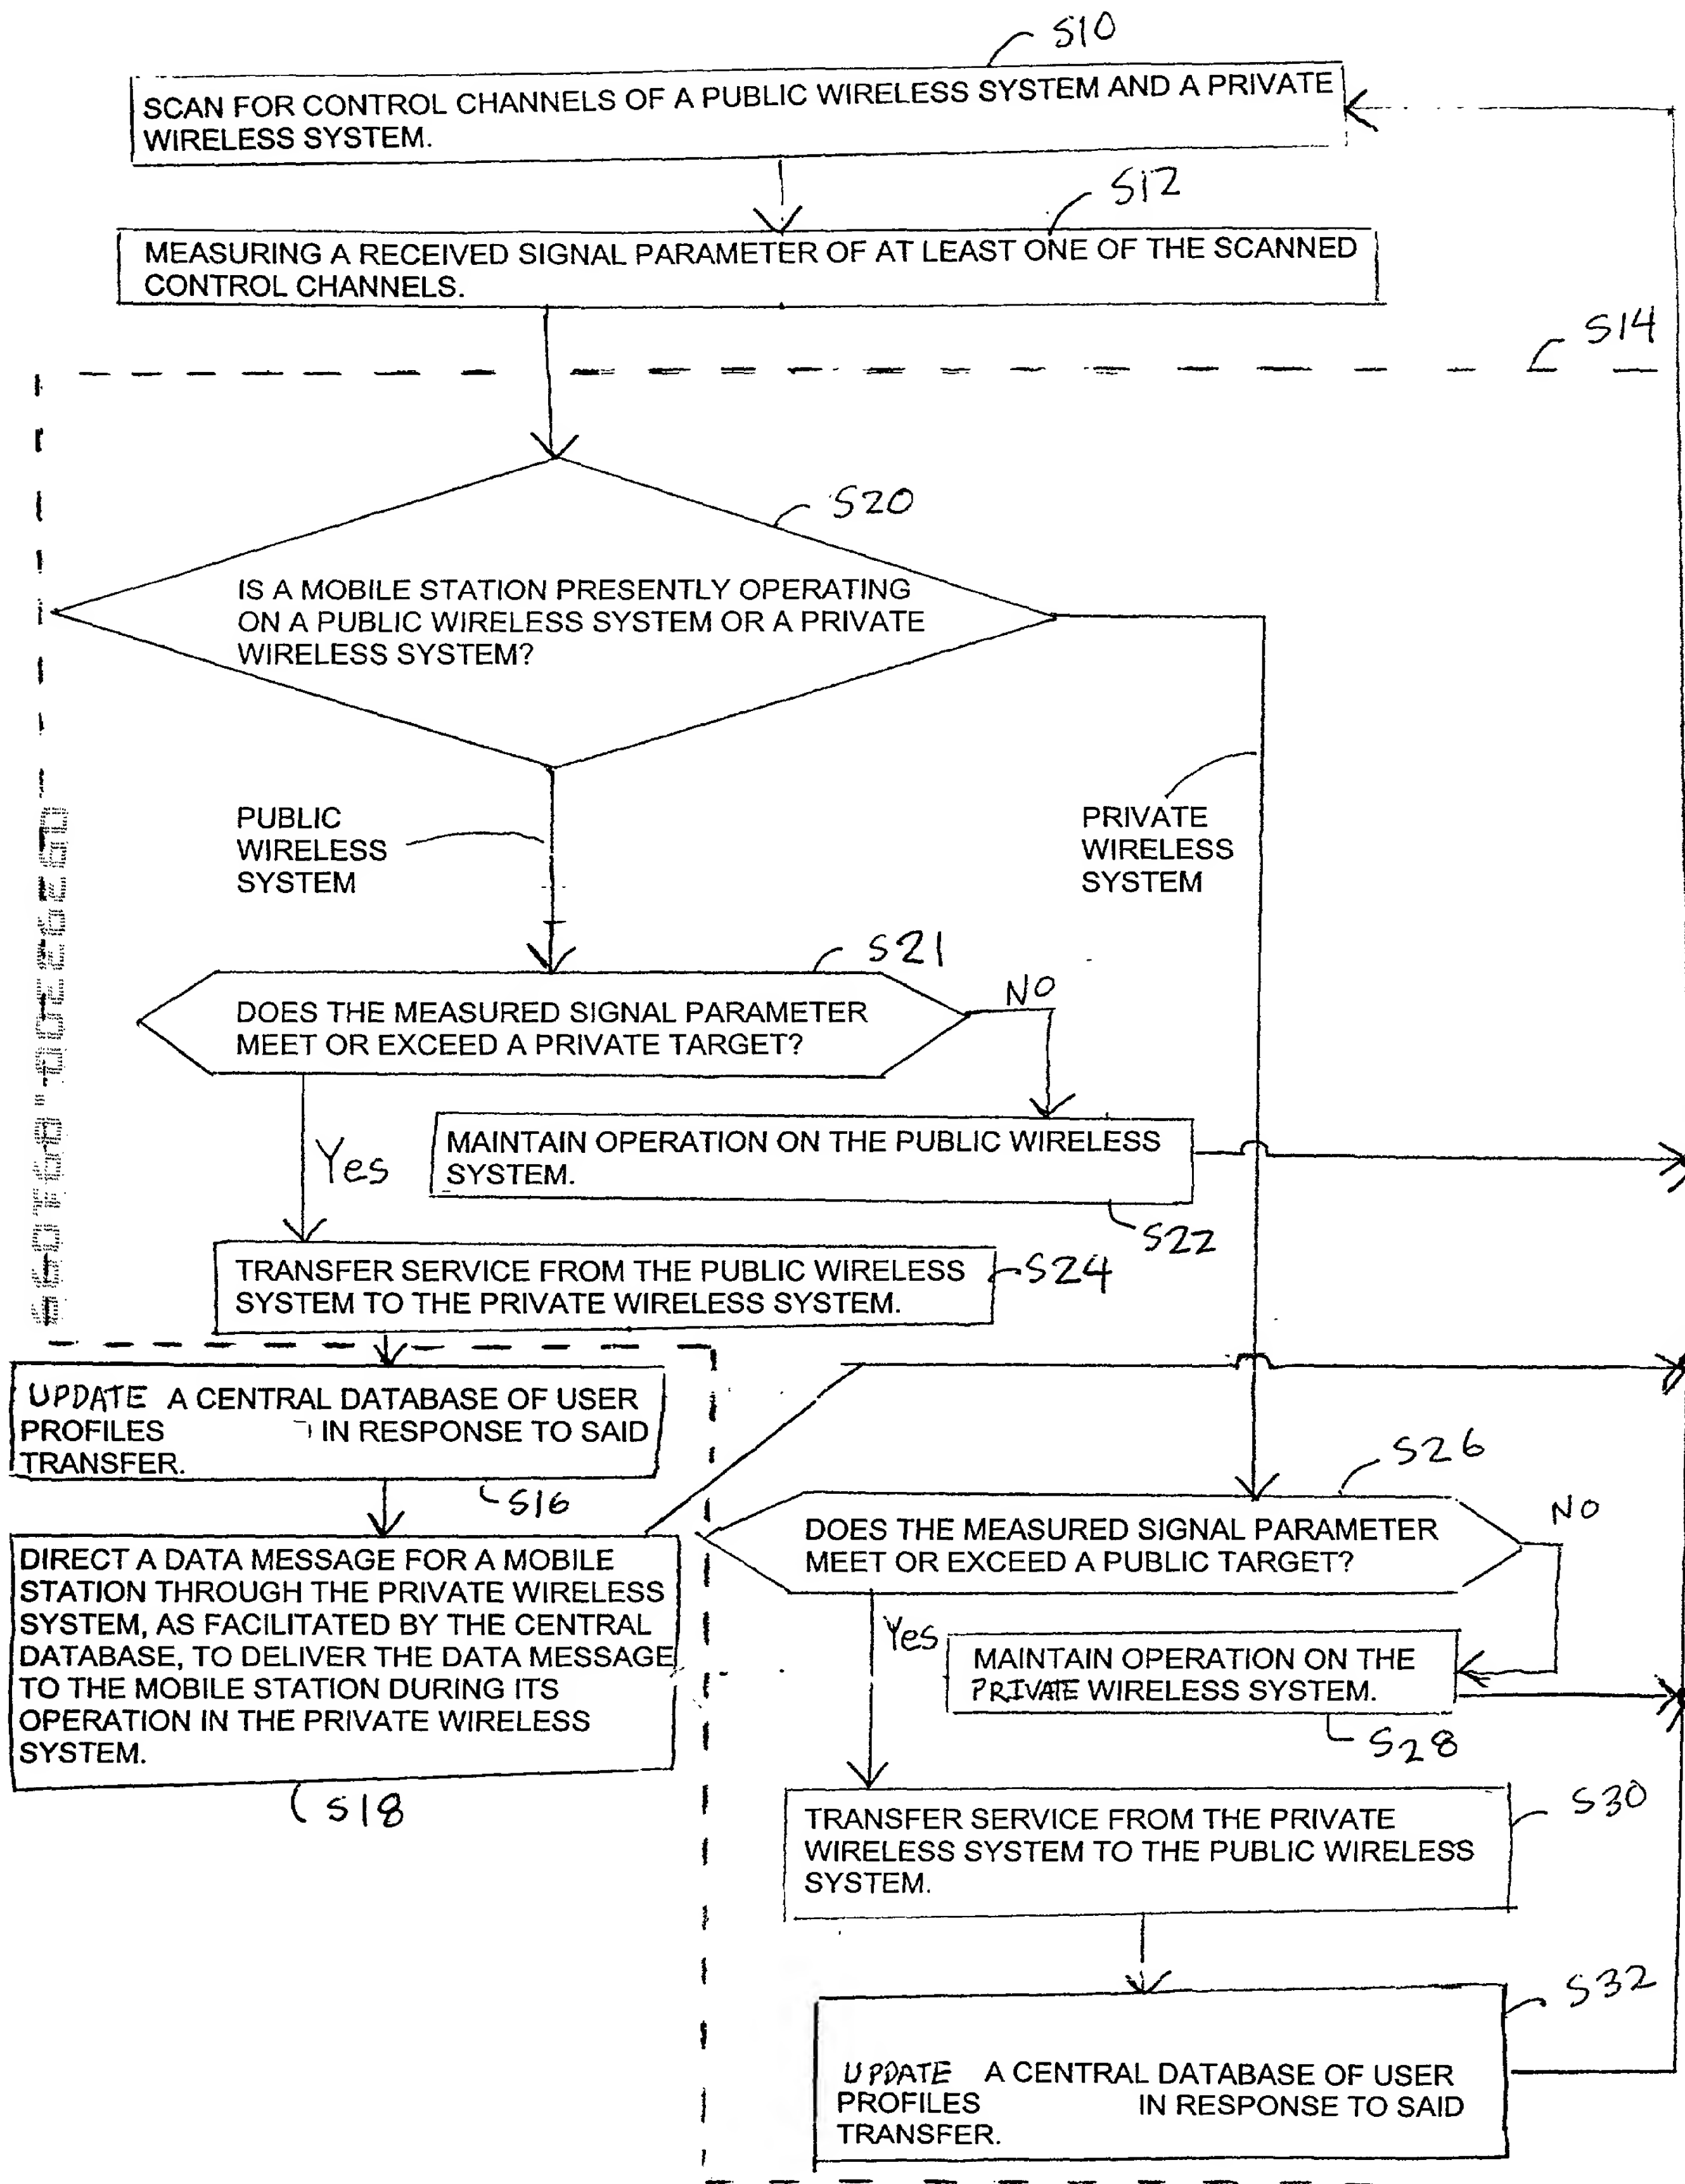 S10
SCAN FOR CONTROL CHANNELS OF A PUBLIC WIRELESS SYSTEM AND A PRIVATE
WIRELESS SYSTEM.
S12
MEASURING A RECEIVED SIGNAL PARAMETER OF AT LEAST ONE OF THE SCANNED
CONTROL CHANNELS.
S14
S20
IS A MOBILE STATION PRESENTLY OPERATING
ON A PUBLIC WIRELESS SYSTEM OR A PRIVATE
WIRELESS SYSTEM?
PUBLIC
WIRELESS
SYSTEM
PRIVATE
WIRELESS
SYSTEM
S21
NO
DOES THE MEASURED SIGNAL PARAMETER
MEET OR EXCEED A PRIVATE TARGET?
Yes
MAINTAIN OPERATION ON THE PUBLIC WIRELESS
SYSTEM.
S22
TRANSFER SERVICE FROM THE PUBLIC WIRELESS
SYSTEM TO THE PRIVATE WIRELESS SYSTEM.
S24
UPDATE A CENTRAL DATABASE OF USER
PROFILES IN RESPONSE TO SAID
TRANSFER.
S16
DIRECT A DATA MESSAGE FOR A MOBILE
STATION THROUGH THE PRIVATE WIRELESS
SYSTEM, AS FACILITATED BY THE CENTRAL
DATABASE, TO DELIVER THE DATA MESSAGE
TO THE MOBILE STATION DURING ITS
OPERATION IN THE PRIVATE WIRELESS
SYSTEM.
S18
S26
NO
DOES THE MEASURED SIGNAL PARAMETER
MEET OR EXCEED A PUBLIC TARGET?
Yes
MAINTAIN OPERATION ON THE
PRIVATE WIRELESS SYSTEM.
S28
S30
TRANSFER SERVICE FROM THE PRIVATE
WIRELESS SYSTEM TO THE PUBLIC WIRELESS
SYSTEM.
S32
UPDATE A CENTRAL DATABASE OF USER
PROFILES IN RESPONSE TO SAID
TRANSFER.